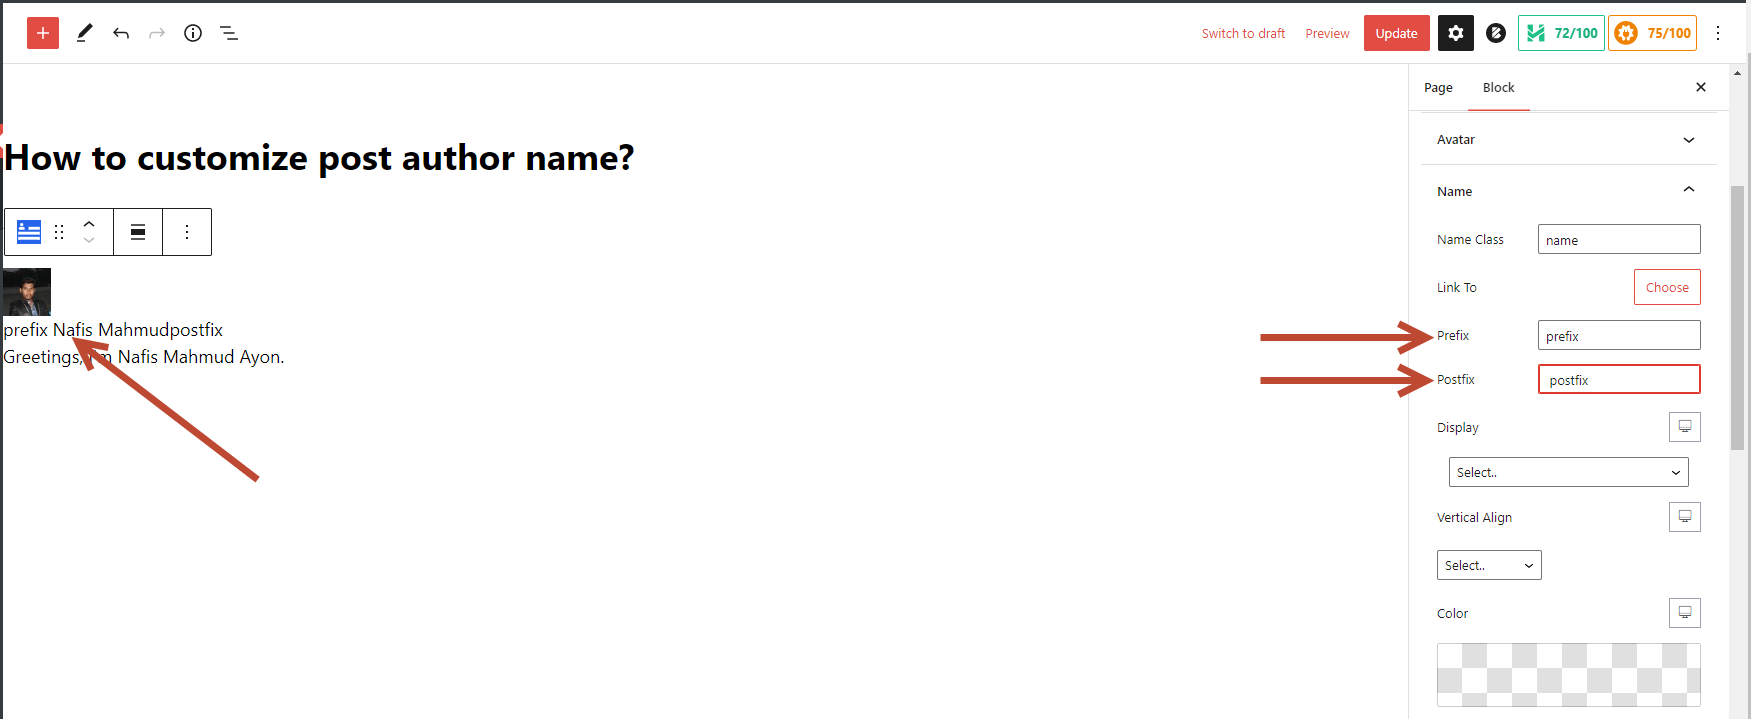 Switch to draft Preview Update 72/100 75/100
Page Block
Avatar
How to customize post author name?
Name
Name Class name
Link To Choose
prefix Nafis Mahmudpostfix
Prefix prefix
Greetings, I'm Nafis Mahmud Ayon.
Postfix postfix
Display
Select..
Vertical Align
Select..
Color